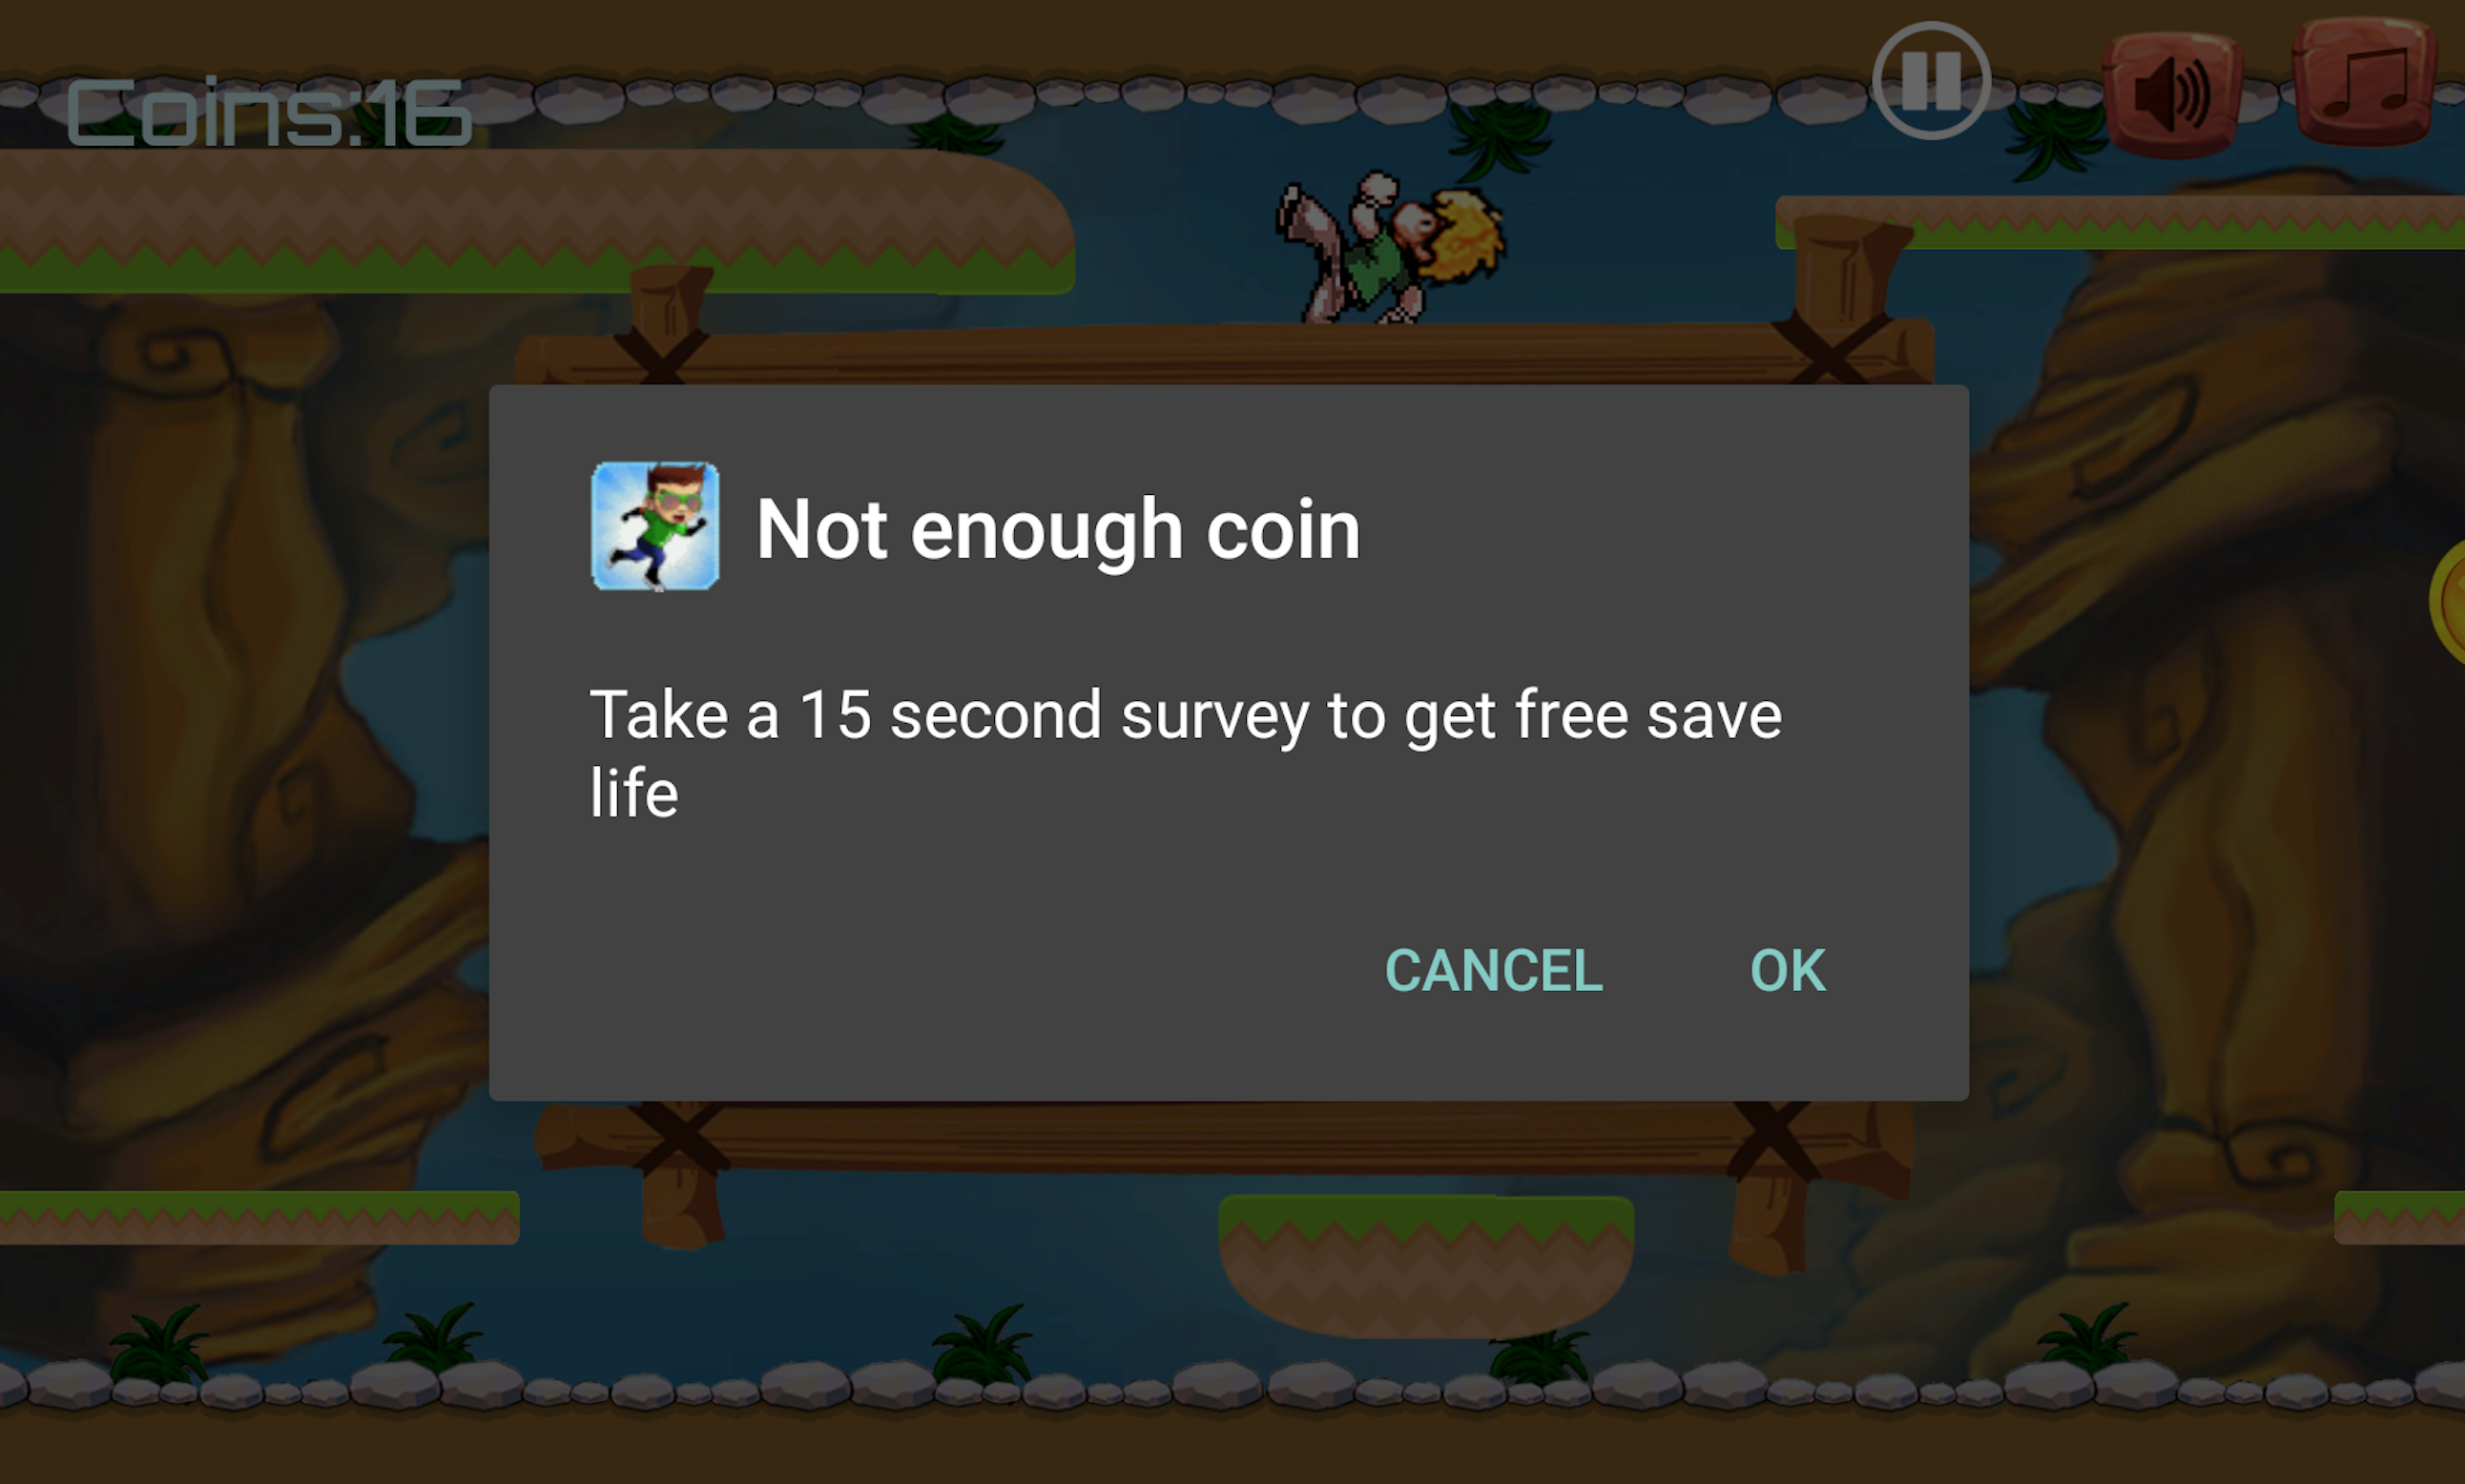 Coins:16
Not enough coin
Take a 15 second survey to get free save
life
CANCEL
OK